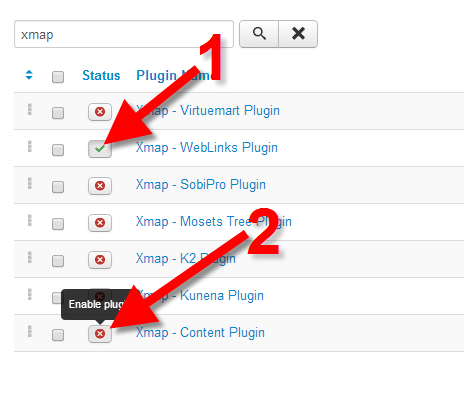 xmap
1
Status Plugin Name
Xmap - Virtuemart Plugin
Xmap - WebLinks Plugin
Xmap - SobiPro Plugin
Xmap - Mosets Tree Plugin
2
Xmap - K2 Plugin
Xmap - Kunena Plugin
Enable plug
Xmap - Content Plugin